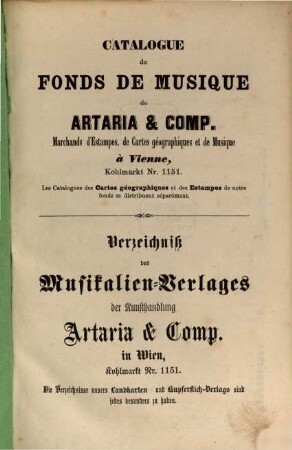 CATALOGUE
du
FONDS DE MUSIQUE
de
ARTARIA & COMP.
Marchands d'Estampes, de Cartes géographiques et de Musique
à Vienne,
Kohlmarkt Nr. 1151.
Les Catalogues des Cartes géographiques et des Estampes de notre
fonds se distribuent séparément.
Verzeichniß
des
Musikalien-Verlages
der Kunsthandlung
Artaria & Comp.
in Wien,
Kohlmarkt Nr. 1151.
Die Verzeichnisse unsers Landkarten- und Kupferstich-Verlags sind
jedes besonders zu haben.